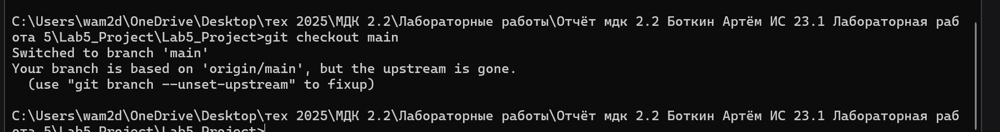 C:\Users\wam2d\OneDrive\Desktop\тех 2025\МДК 2.2\Лабораторные работы\Отчёт мдк 2.2 Боткин Артём ИС 23.1 Лабораторная раб
ота 5\Lab5_Project\Lab5_Project>git checkout main
Switched to branch 'main'
Your branch is based on 'origin/main', but the upstream is gone.
  (use "git branch --unset-upstream" to fixup)
C:\Users\wam2d\OneDrive\Desktop\тех 2025\МДК 2.2\Лабораторные работы\Отчёт мдк 2.2 Боткин Артём ИС 23.1 Лабораторная раб
ота 5\Lab5_Project\Lab5_Project>